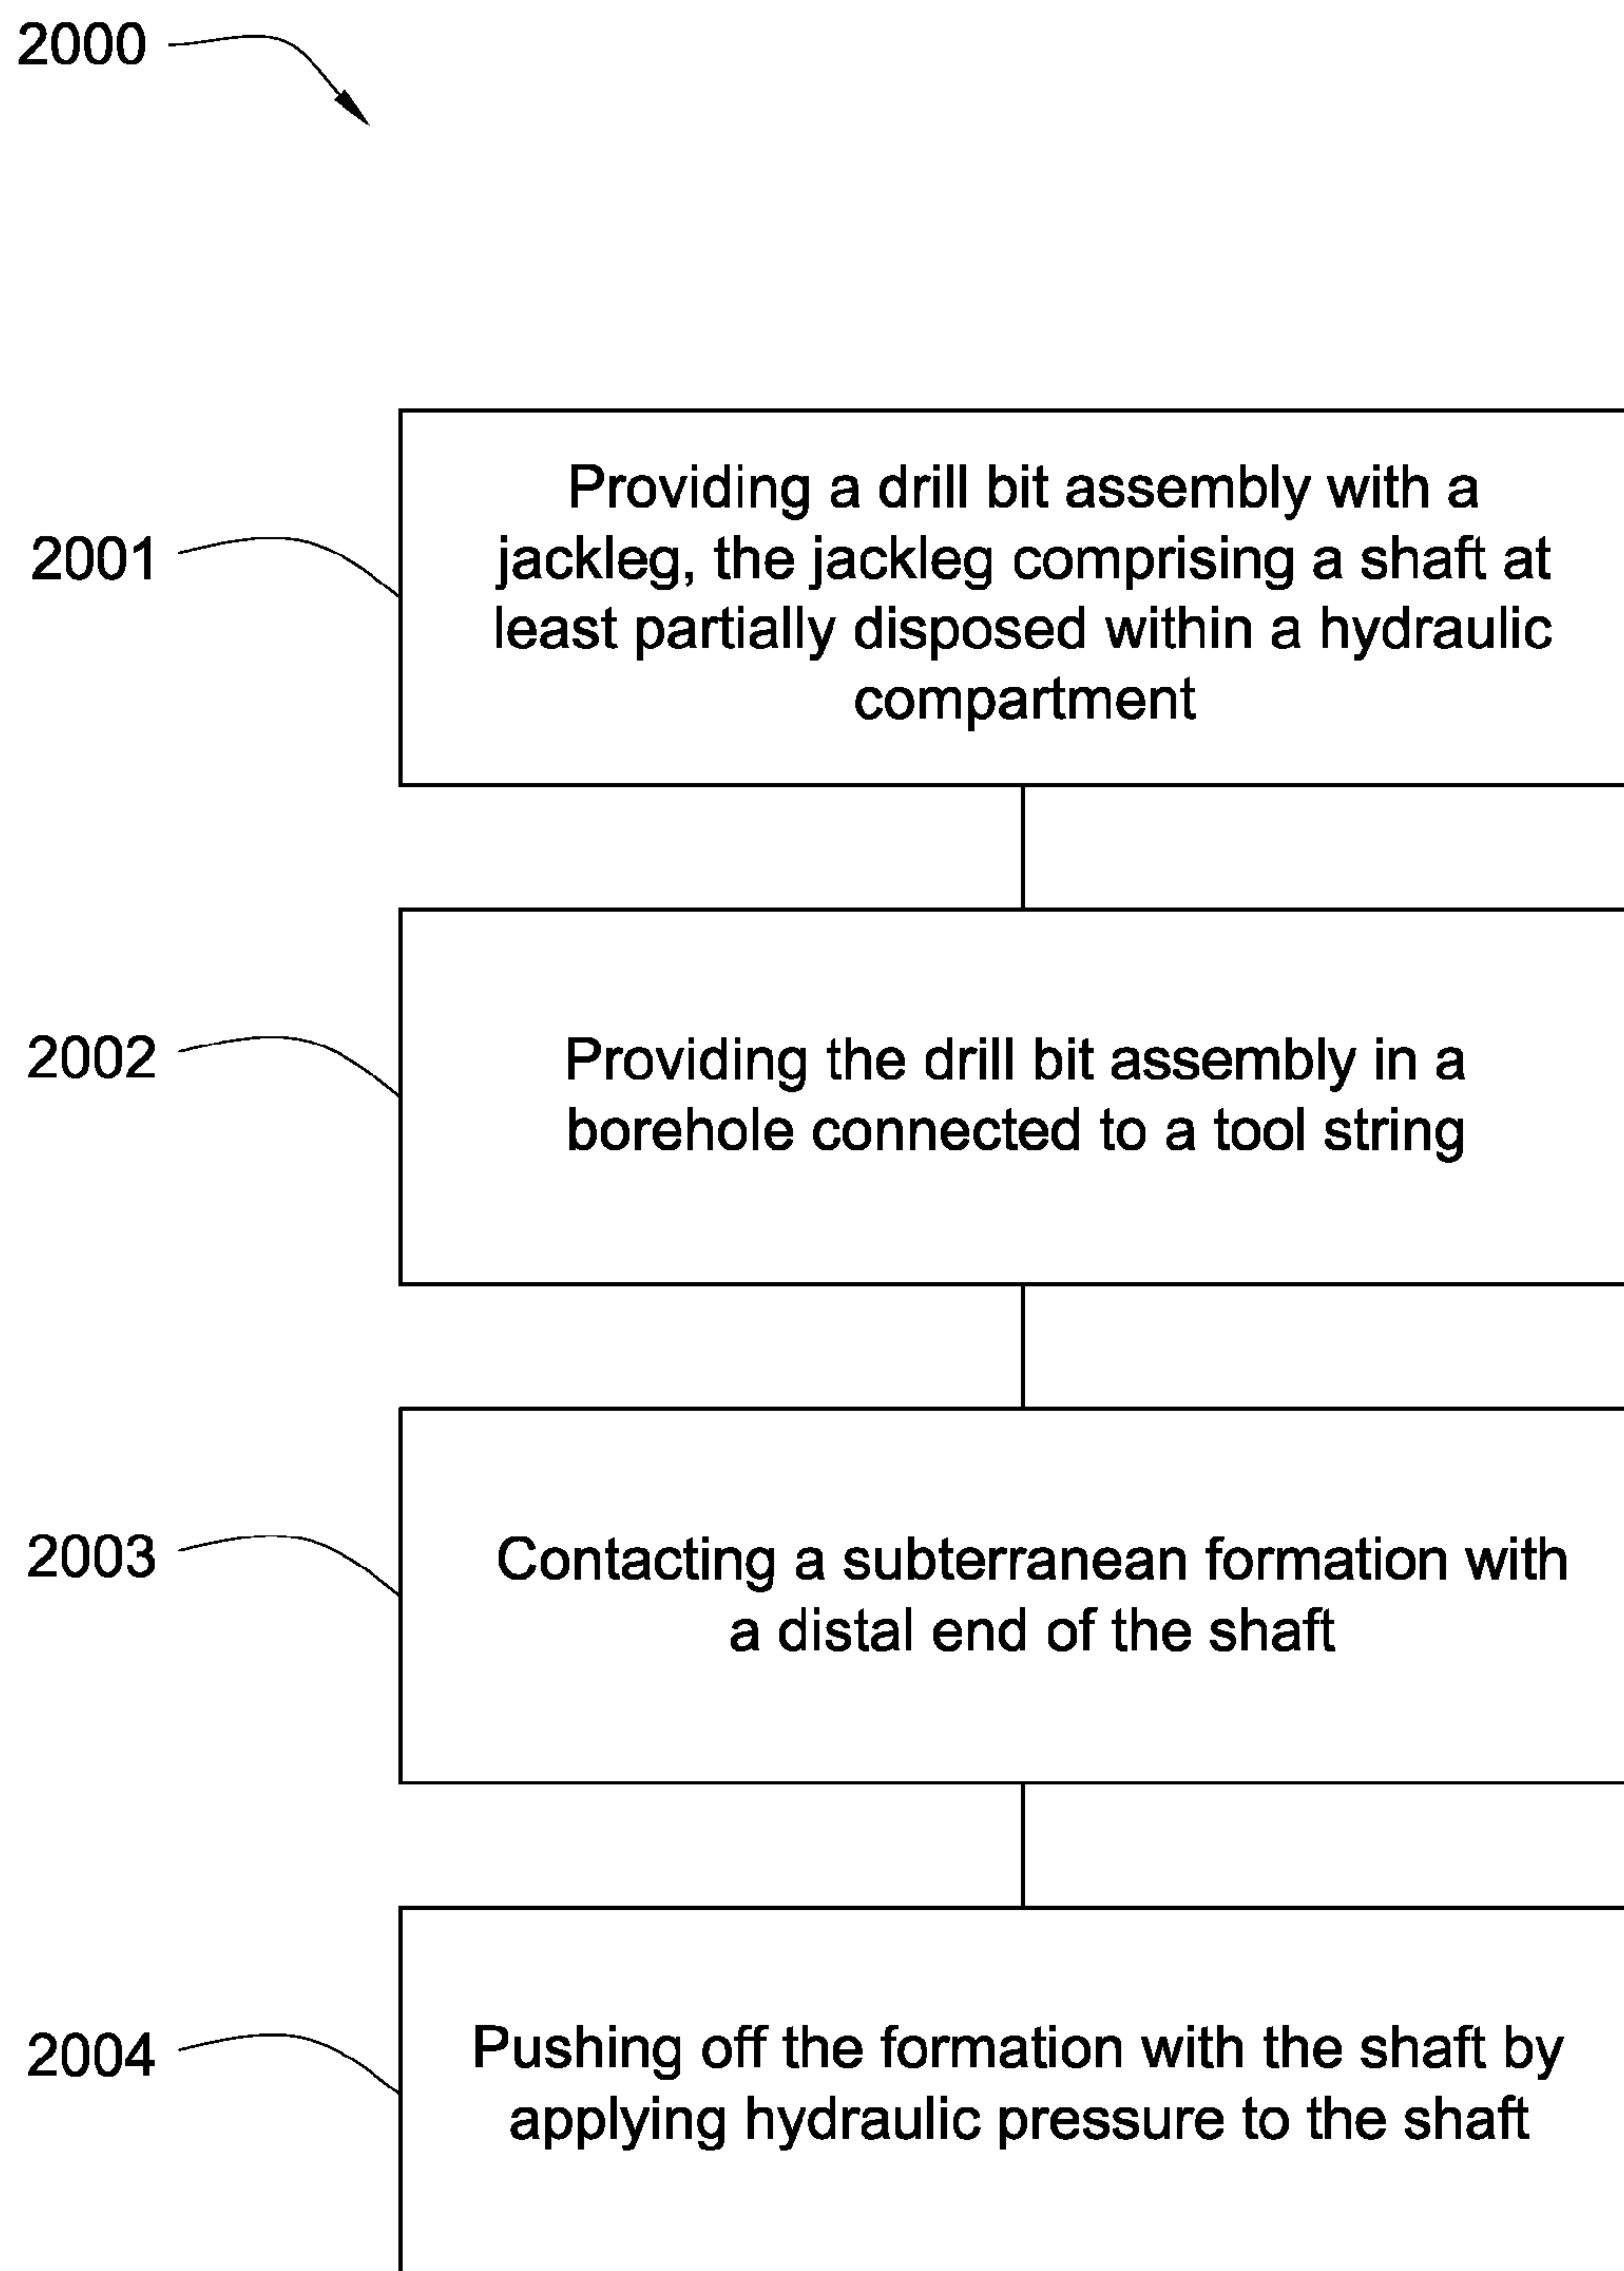 2000
2001
Providing a drill bit assembly with a
jackleg, the jackleg comprising a shaft at
least partially disposed within a hydraulic
compartment
2002
Providing the drill bit assembly in a
borehole connected to a tool string
2003
Contacting a subterranean formation with
a distal end of the shaft
2004
Pushing off the formation with the shaft by
applying hydraulic pressure to the shaft